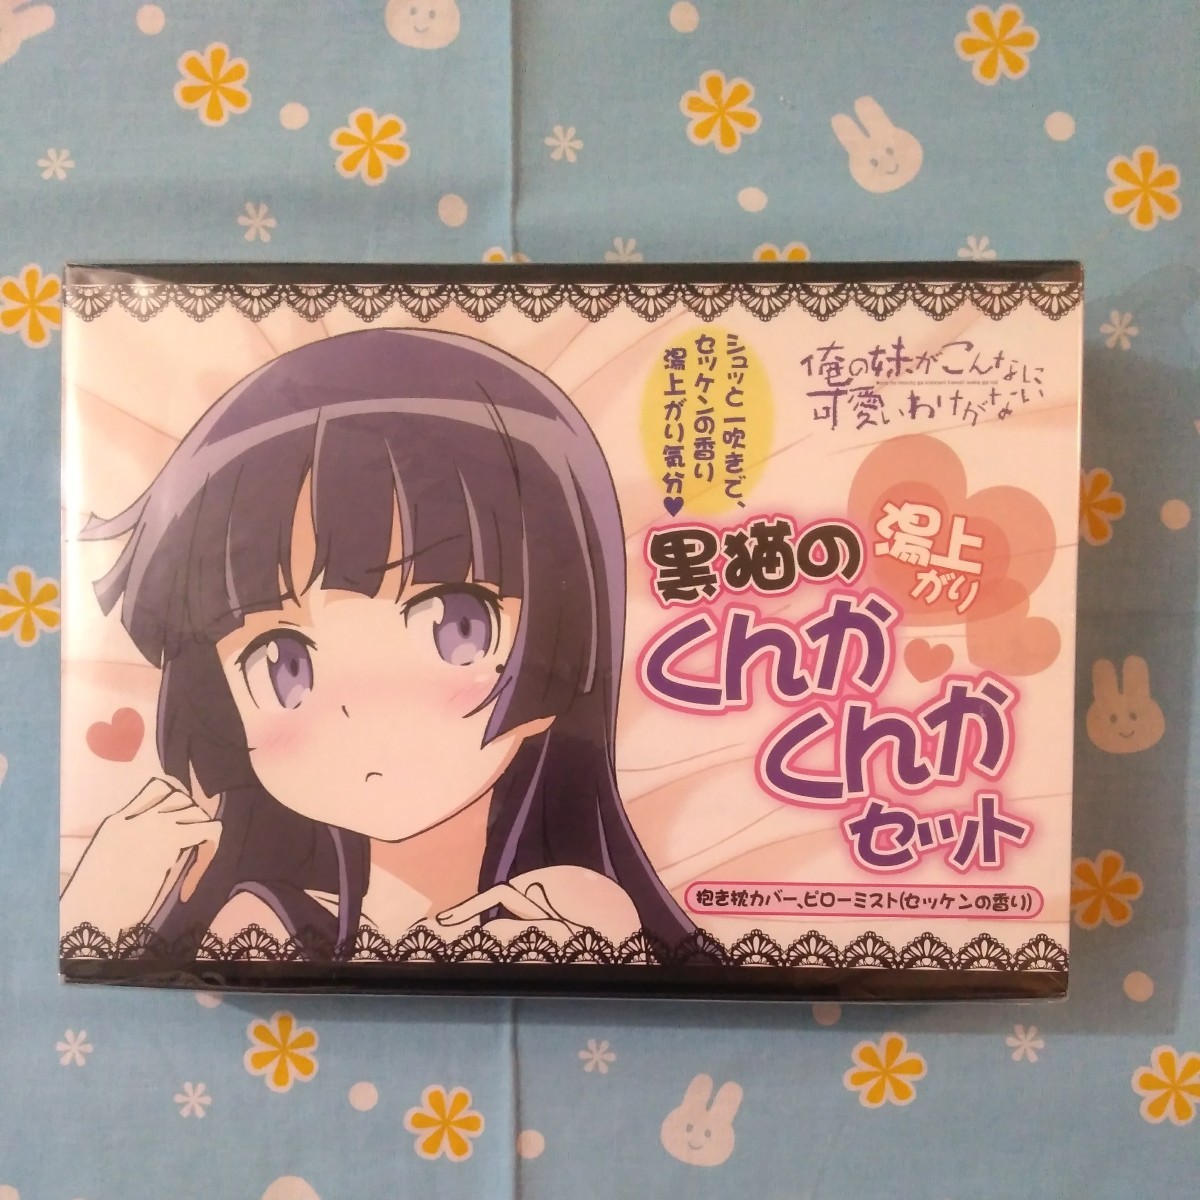 俺の妹がこんなに
可愛いわけがない
シュッと一吹きで、
セッケンの香り
湯上がり気分♥
黒猫の
湯上
がり
くんか
くんか
セット
抱き枕カバー、ピローミスト(セッケンの香り)